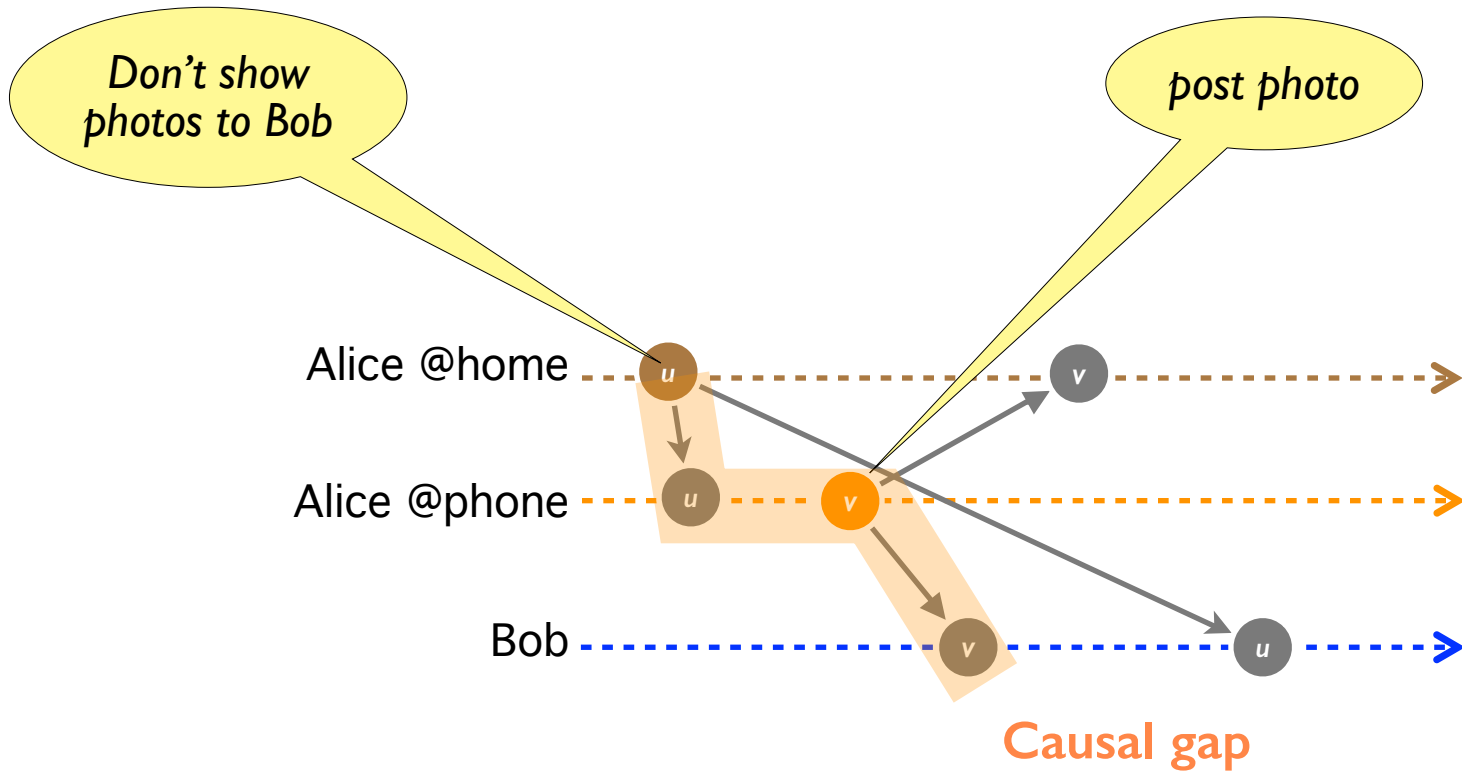 Don’t show
photos to Bob
post photo
Alice @home
u
v
Alice @phone
u
v
Bob
v
u
Causal gap